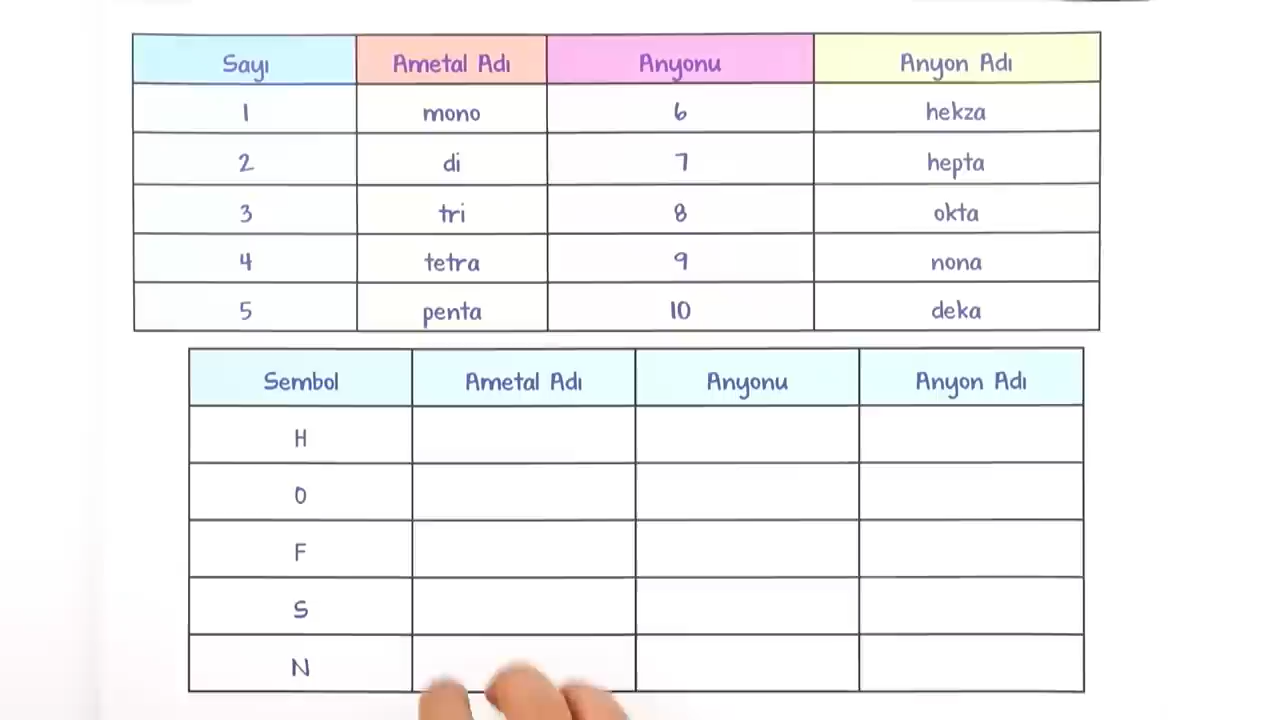 Sayı Ametal Adı Anyonu Anyon Adı
1 mono 6 hekza
2 di 7 hepta
3 tri 8 okta
4 tetra 9 nona
5 penta 10 deka
Sembol Ametal Adı Anyonu Anyon Adı
H
O
F
S
N